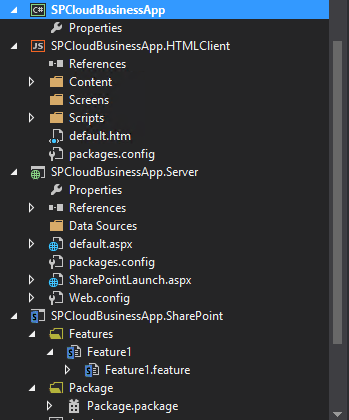 C# SPCloudBusinessApp
Properties
JS SPCloudBusinessApp.HTMLClient
References
Content
Screens
Scripts
default.htm
packages.config
SPCloudBusinessApp.Server
Properties
References
Data Sources
default.aspx
packages.config
SharePointLaunch.aspx
Web.config
SPCloudBusinessApp.SharePoint
Features
Feature1
Feature1.feature
Package
Package.package